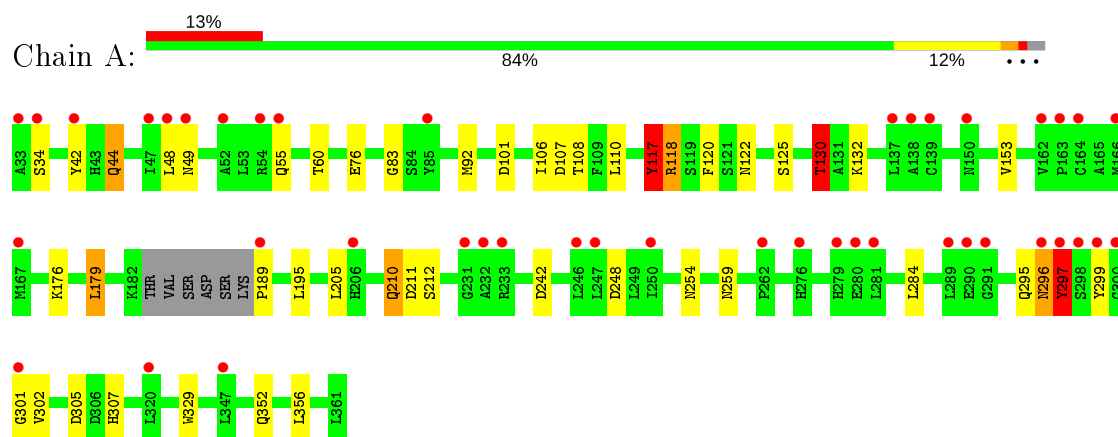 13%
Chain A:
84% 12% • • •
A33 S34 Y42 H43 Q44 I47 L48 N49 A52 L53 R54 Q55 T60 E76 G83 S84 Y85 M92 D101 I106 D107 T108 F109 L110 Y117 R118 S119 F120 S121 N122 S125 T130 A131 K132 L137 A138 C139 N150 V153 V162 P163 C164 A165 M166
M167 K176 L179 K182 THR VAL SER ASP SER LYS P189 L195 L205 H206 Q210 D211 S212 G231 A232 R233 D242 L246 L247 D248 L249 I250 N254 N259 P262 H276 H279 E280 L281 L284 L289 E290 G291 Q295 N296 Y297 S298 Y299 G300
G301 V302 D305 D306 H307 L320 W329 L347 Q352 L356 L361